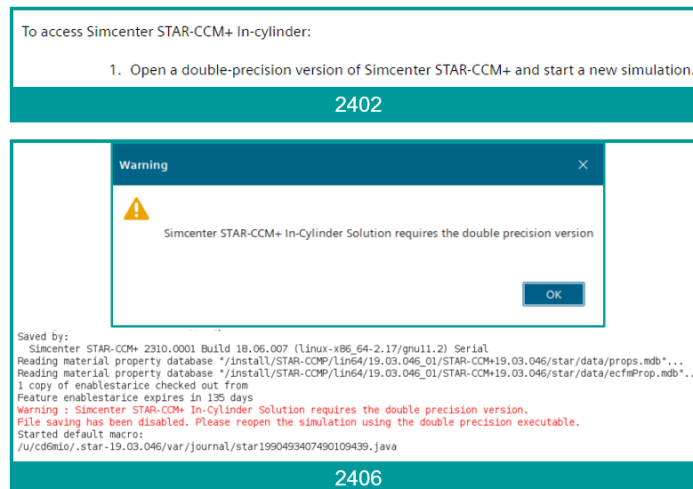 To access Simcenter STAR-CCM+ In-cylinder:
1. Open a double-precision version of Simcenter STAR-CCM+ and start a new simulation.
2402
Warning
Simcenter STAR-CCM+ In-Cylinder Solution requires the double precision version
OK
Saved by:
Simcenter STAR-CCM+ 2310.0001 Build 18.06.007 (linux-x86_64-2.17/gnu11.2) Serial
Reading material property database "/install/STAR-CCMP/lin64/19.03.046_01/STAR-CCM+19.03.046/star/data/props.mdb"...
Reading material property database "/install/STAR-CCMP/lin64/19.03.046_01/STAR-CCM+19.03.046/star/data/ecfmProp.mdb"..
1 copy of enablestarice checked out from
Feature enablestarice expires in 135 days
Warning : Simcenter STAR-CCM+ In-Cylinder Solution requires the double precision version.
File saving has been disabled. Please reopen the simulation using the double precision executable.
Started default macro:
/u/cd6mio/.star-19.03.046/var/journal/star1990493407490109439.java
2406